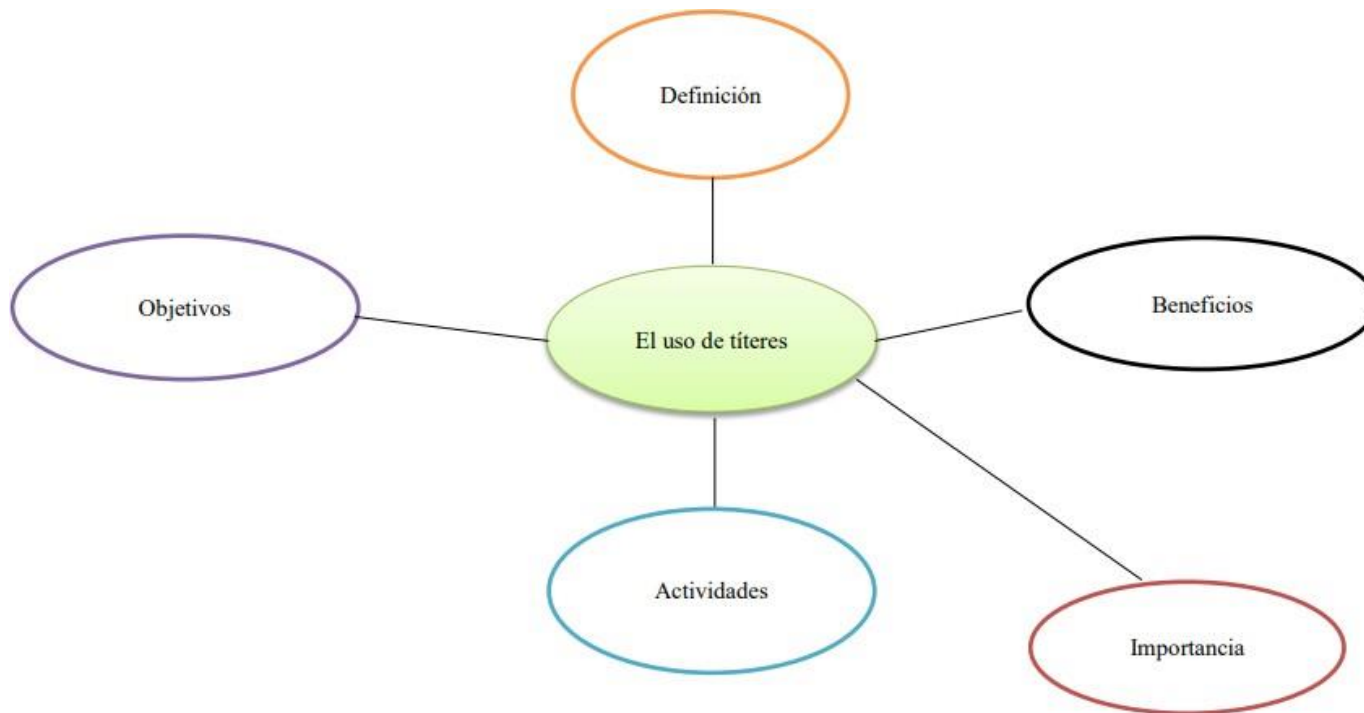 Definición
Objetivos
Beneficios
El uso de títeres
Actividades
Importancia